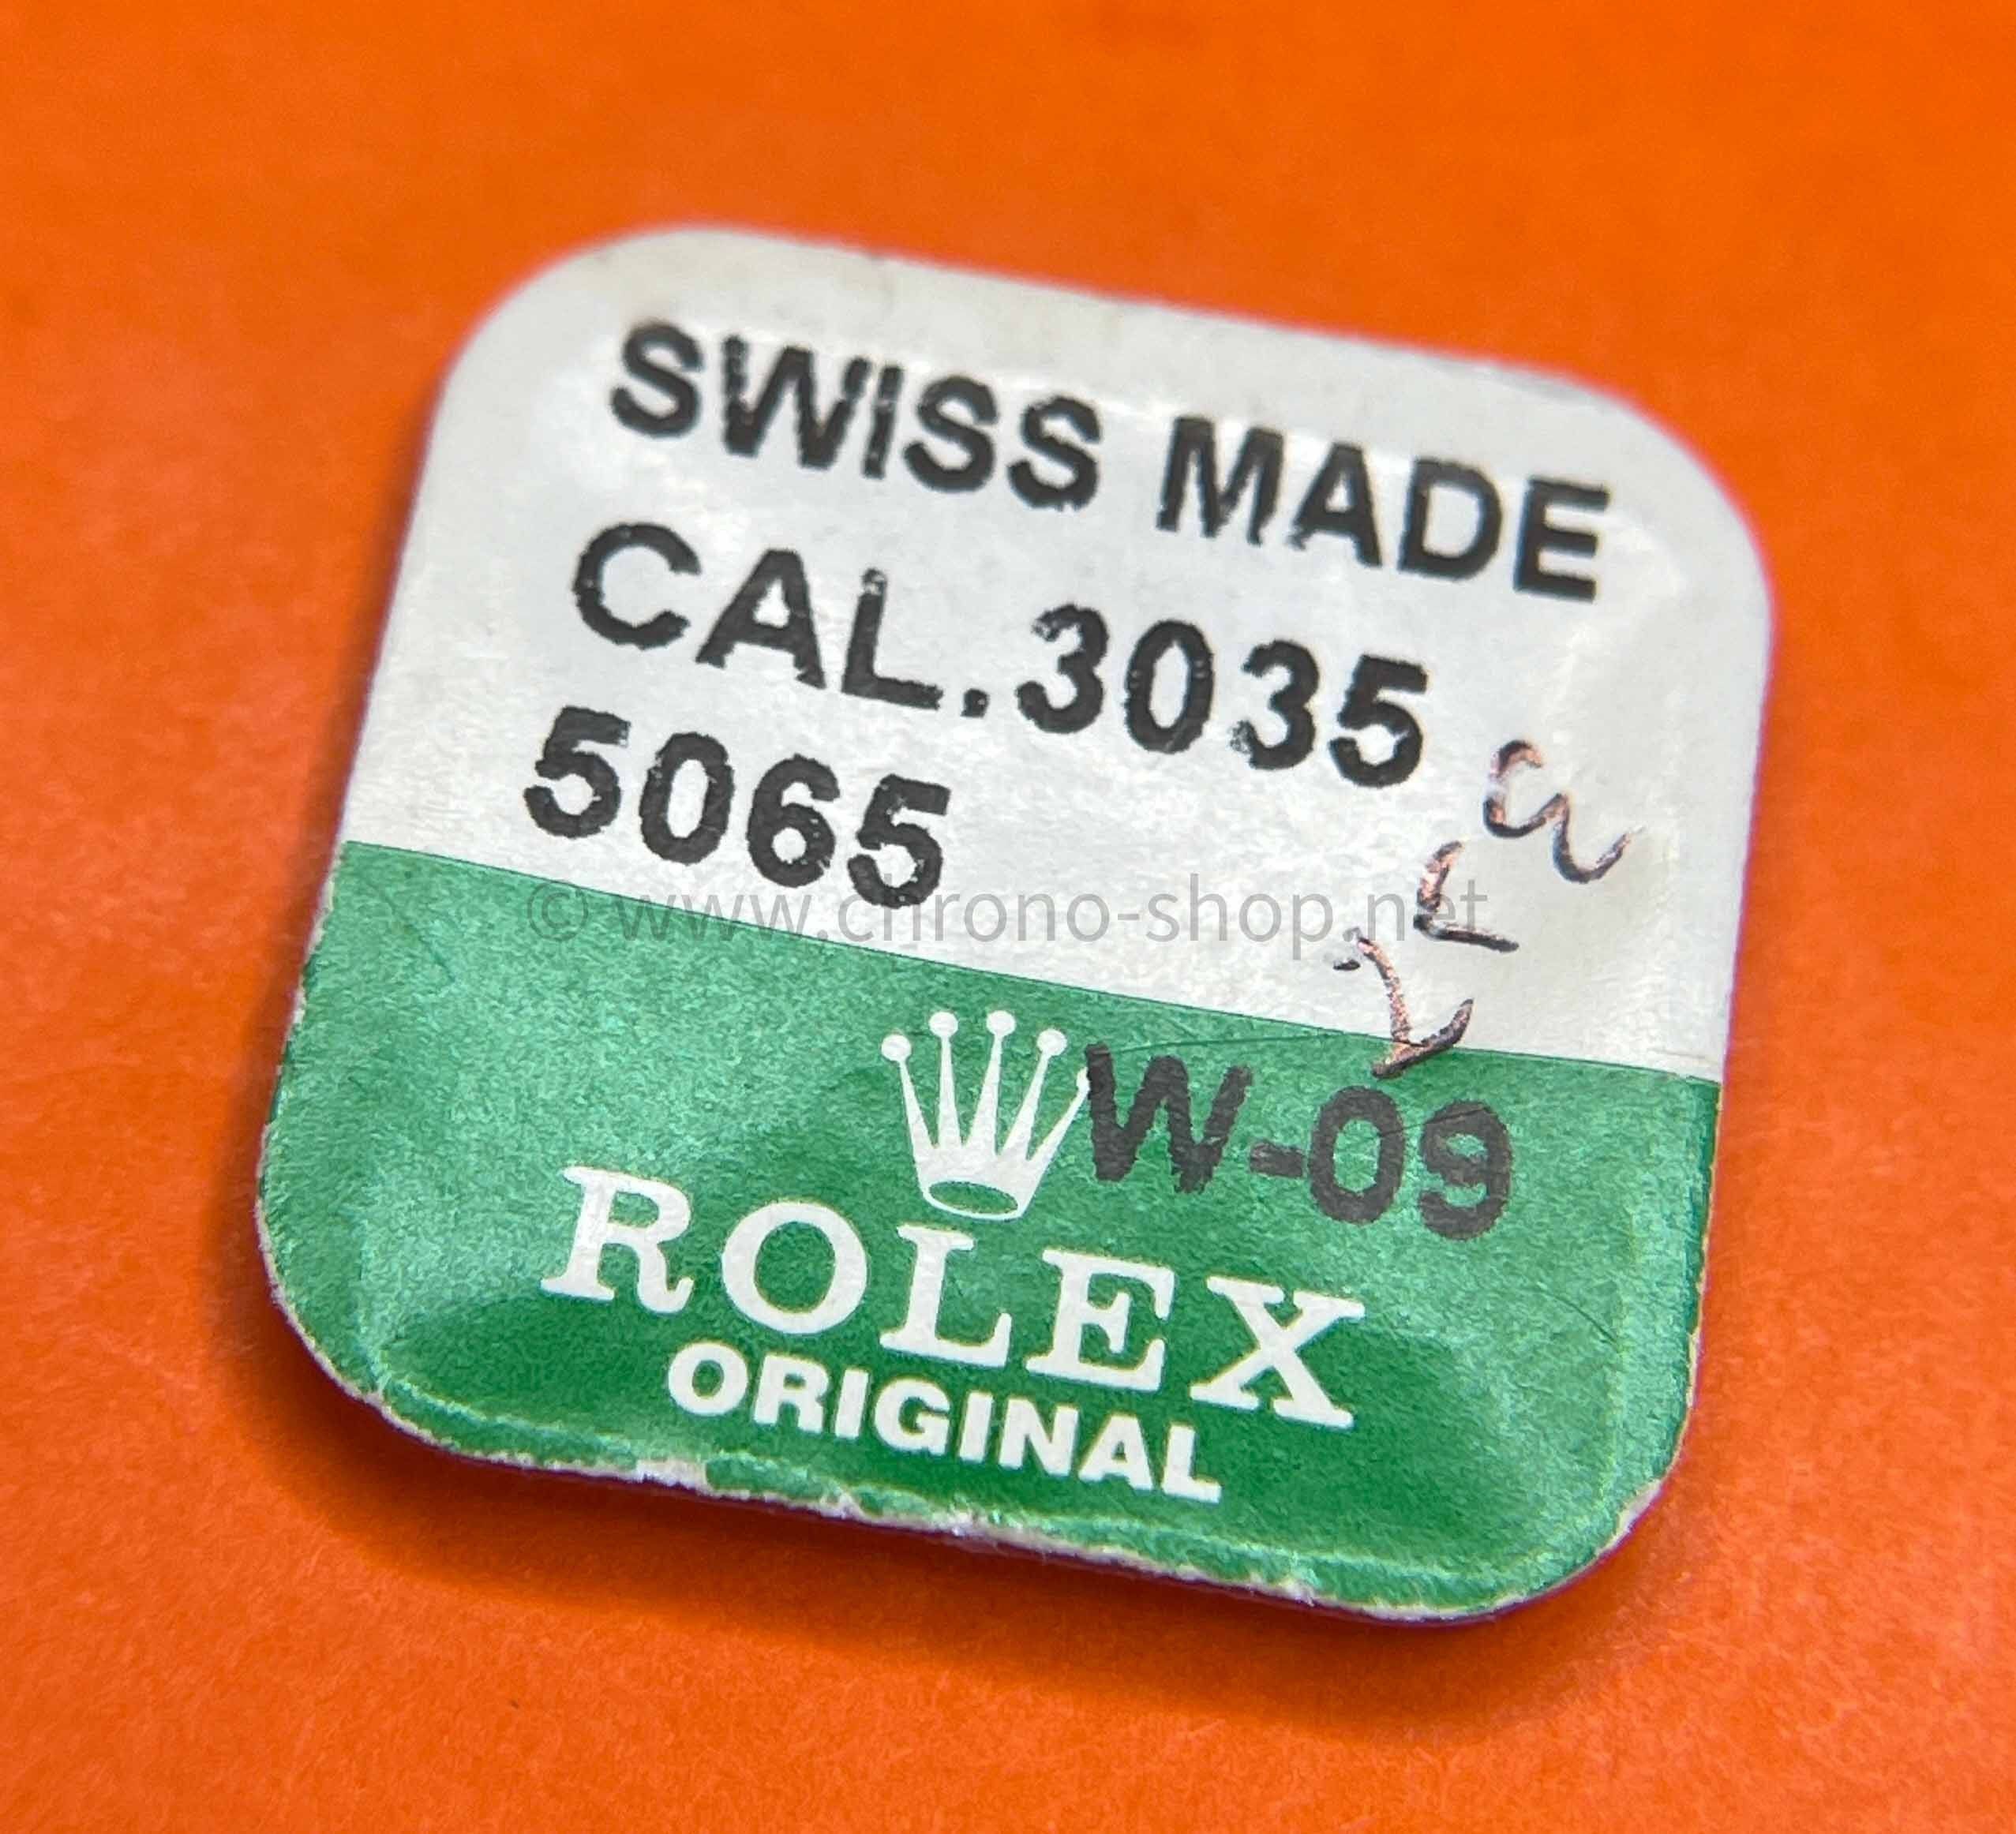 SWISS MADE
CAL.3035
5065
© www.chrono-shop.net
W-09
ROLEX
ORIGINAL